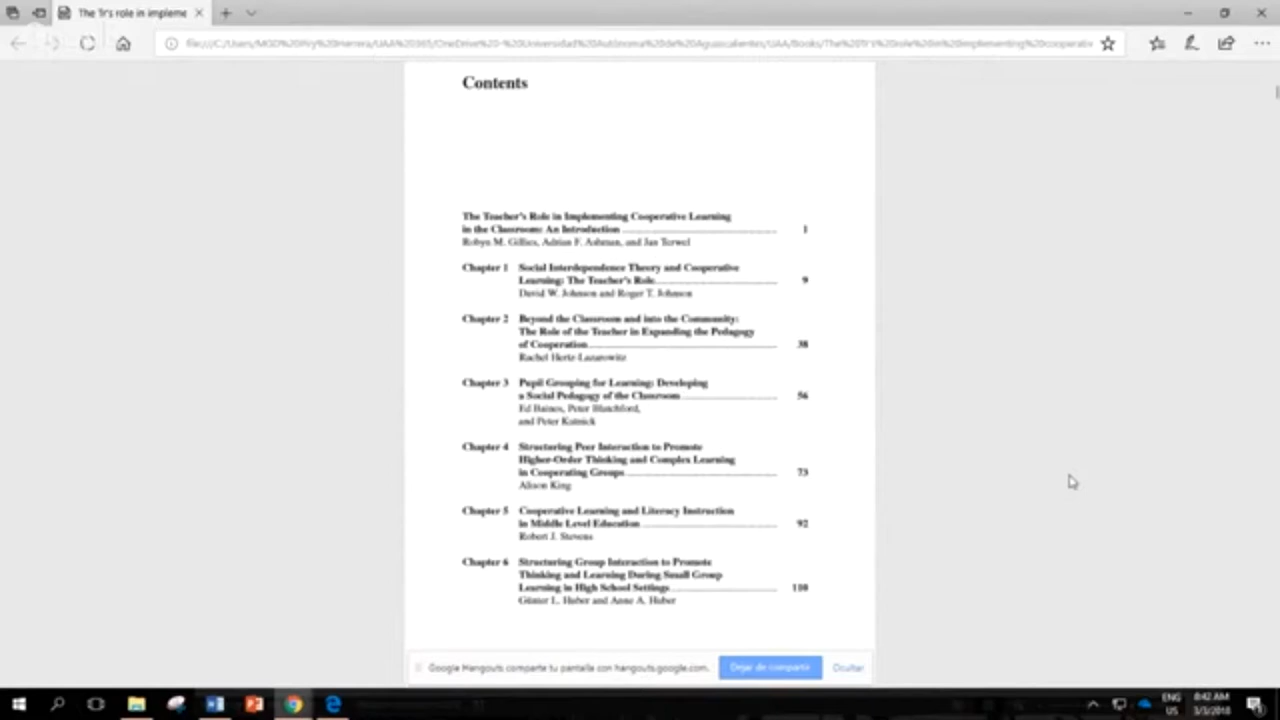 The Tr's role in impleme
Contents
The Teacher's Role in Implementing Cooperative Learning
in the Classroom: An Introduction 1
Robyn M. Gillies, Adrian F. Ashman, and Jan Terwel
Chapter 1 Social Interdependence Theory and Cooperative
Learning: The Teacher's Role 9
David W. Johnson and Roger T. Johnson
Chapter 2 Beyond the Classroom and into the Community:
The Role of the Teacher in Expanding the Pedagogy
of Cooperation 38
Rachel Hertz-Lazarowitz
Chapter 3 Pupil Grouping for Learning: Developing
a Social Pedagogy of the Classroom 56
Ed Baines, Peter Blatchford,
and Peter Kutnick
Chapter 4 Structuring Peer Interaction to Promote
Higher-Order Thinking and Complex Learning
in Cooperating Groups 73
Alison King
Chapter 5 Cooperative Learning and Literacy Instruction
in Middle Level Education 92
Robert J. Stevens
Chapter 6 Structuring Group Interaction to Promote
Thinking and Learning During Small Group
Learning in High School Settings 110
Günter L. Huber and Anne A. Huber
Google Hangouts comparte tu pantalla con hangouts.google.com. Dejar de compartir Ocultar
ENG 8:42 AM
US 3/3/2018